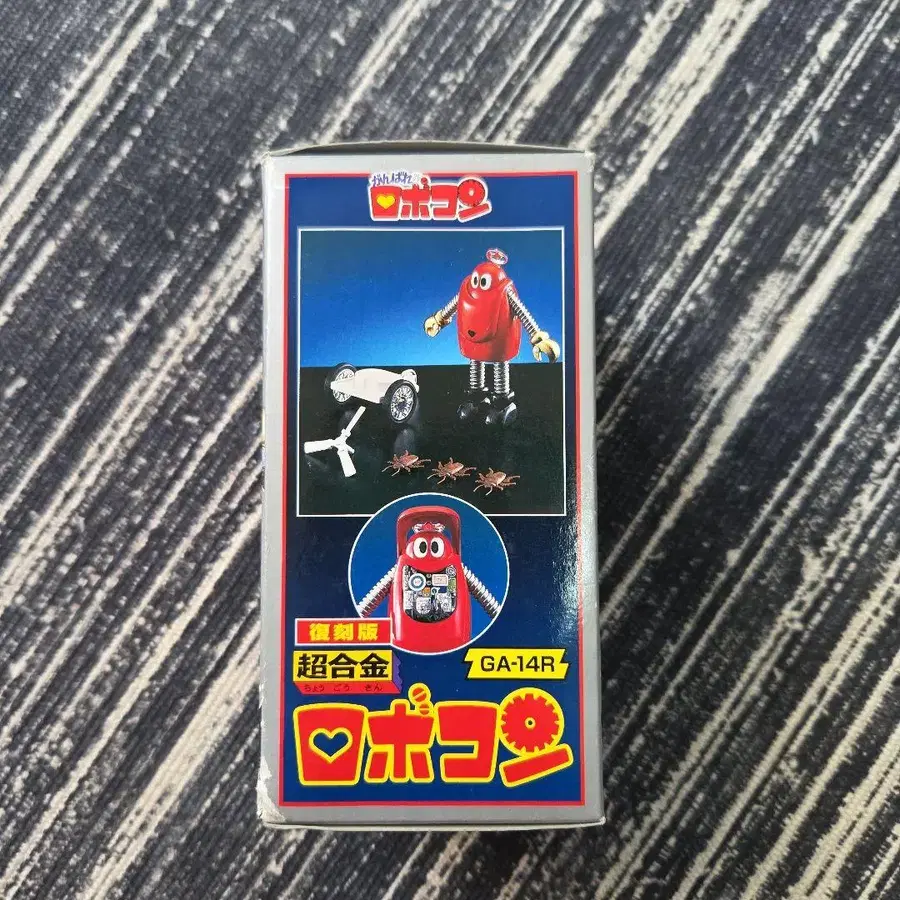 がんばれ!!
ロボコン
復刻版
超合金
ちょう ごう きん
GA-14R
ロボコン